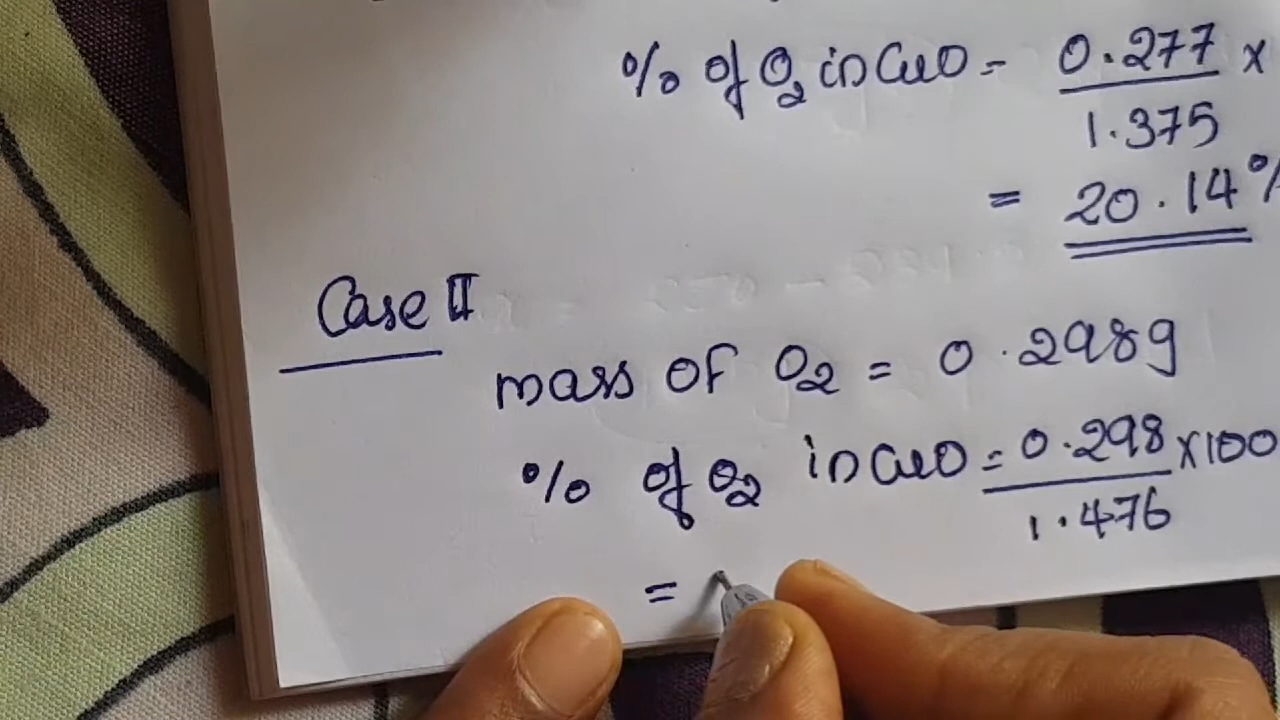 % of O2 in CuO = 0.277 ×
1.375
= 20.14%
Case II
mass of O2 = 0.298g
% of O2 in CuO = 0.298 ×100
1.476
=